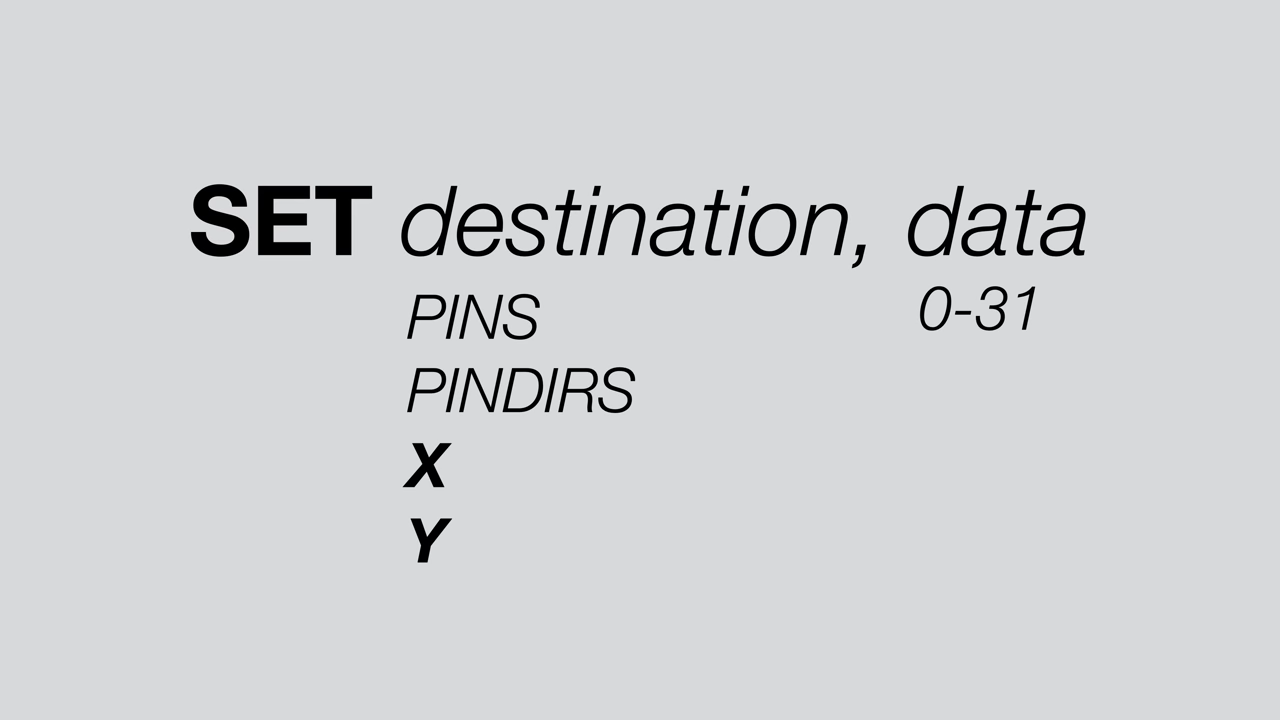 SET destination, data
PINS 0-31
PINDIRS
X
Y